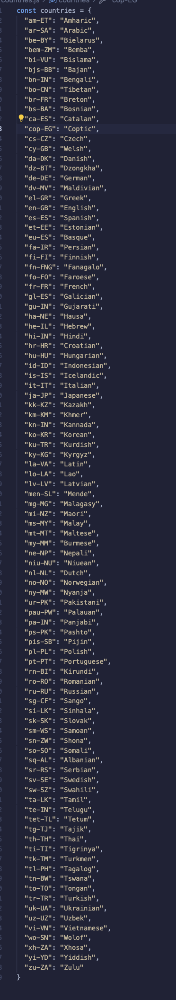 countries.js > countries > cop-EG
const countries = {
"am-ET": "Amharic",
"ar-SA": "Arabic",
"be-BY": "Bielarus",
"bem-ZM": "Bemba",
"bi-VU": "Bislama",
"bjs-BB": "Bajan",
"bn-IN": "Bengali",
"bo-CN": "Tibetan",
"br-FR": "Breton",
"bs-BA": "Bosnian",
"ca-ES": "Catalan",
"cop-EG": "Coptic",
"cs-CZ": "Czech",
"cy-GB": "Welsh",
"da-DK": "Danish",
"dz-BT": "Dzongkha",
"de-DE": "German",
"dv-MV": "Maldivian",
"el-GR": "Greek",
"en-GB": "English",
"es-ES": "Spanish",
"et-EE": "Estonian",
"eu-ES": "Basque",
"fa-IR": "Persian",
"fi-FI": "Finnish",
"fn-FNG": "Fanagalo",
"fo-FO": "Faroese",
"fr-FR": "French",
"gl-ES": "Galician",
"gu-IN": "Gujarati",
"ha-NE": "Hausa",
"he-IL": "Hebrew",
"hi-IN": "Hindi",
"hr-HR": "Croatian",
"hu-HU": "Hungarian",
"id-ID": "Indonesian",
"is-IS": "Icelandic",
"it-IT": "Italian",
"ja-JP": "Japanese",
"kk-KZ": "Kazakh",
"km-KM": "Khmer",
"kn-IN": "Kannada",
"ko-KR": "Korean",
"ku-TR": "Kurdish",
"ky-KG": "Kyrgyz",
"la-VA": "Latin",
"lo-LA": "Lao",
"lv-LV": "Latvian",
"men-SL": "Mende",
"mg-MG": "Malagasy",
"mi-NZ": "Maori",
"ms-MY": "Malay",
"mt-MT": "Maltese",
"my-MM": "Burmese",
"ne-NP": "Nepali",
"niu-NU": "Niuean",
"nl-NL": "Dutch",
"no-NO": "Norwegian",
"ny-MW": "Nyanja",
"ur-PK": "Pakistani",
"pau-PW": "Palauan",
"pa-IN": "Panjabi",
"ps-PK": "Pashto",
"pis-SB": "Pijin",
"pl-PL": "Polish",
"pt-PT": "Portuguese",
"rn-BI": "Kirundi",
"ro-RO": "Romanian",
"ru-RU": "Russian",
"sg-CF": "Sango",
"si-LK": "Sinhala",
"sk-SK": "Slovak",
"sm-WS": "Samoan",
"sn-ZW": "Shona",
"so-SO": "Somali",
"sq-AL": "Albanian",
"sr-RS": "Serbian",
"sv-SE": "Swedish",
"sw-SZ": "Swahili",
"ta-LK": "Tamil",
"te-IN": "Telugu",
"tet-TL": "Tetum",
"tg-TJ": "Tajik",
"th-TH": "Thai",
"ti-TI": "Tigrinya",
"tk-TM": "Turkmen",
"tl-PH": "Tagalog",
"tn-BW": "Tswana",
"to-TO": "Tongan",
"tr-TR": "Turkish",
"uk-UA": "Ukrainian",
"uz-UZ": "Uzbek",
"vi-VN": "Vietnamese",
"wo-SN": "Wolof",
"xh-ZA": "Xhosa",
"yi-YD": "Yiddish",
"zu-ZA": "Zulu"
}